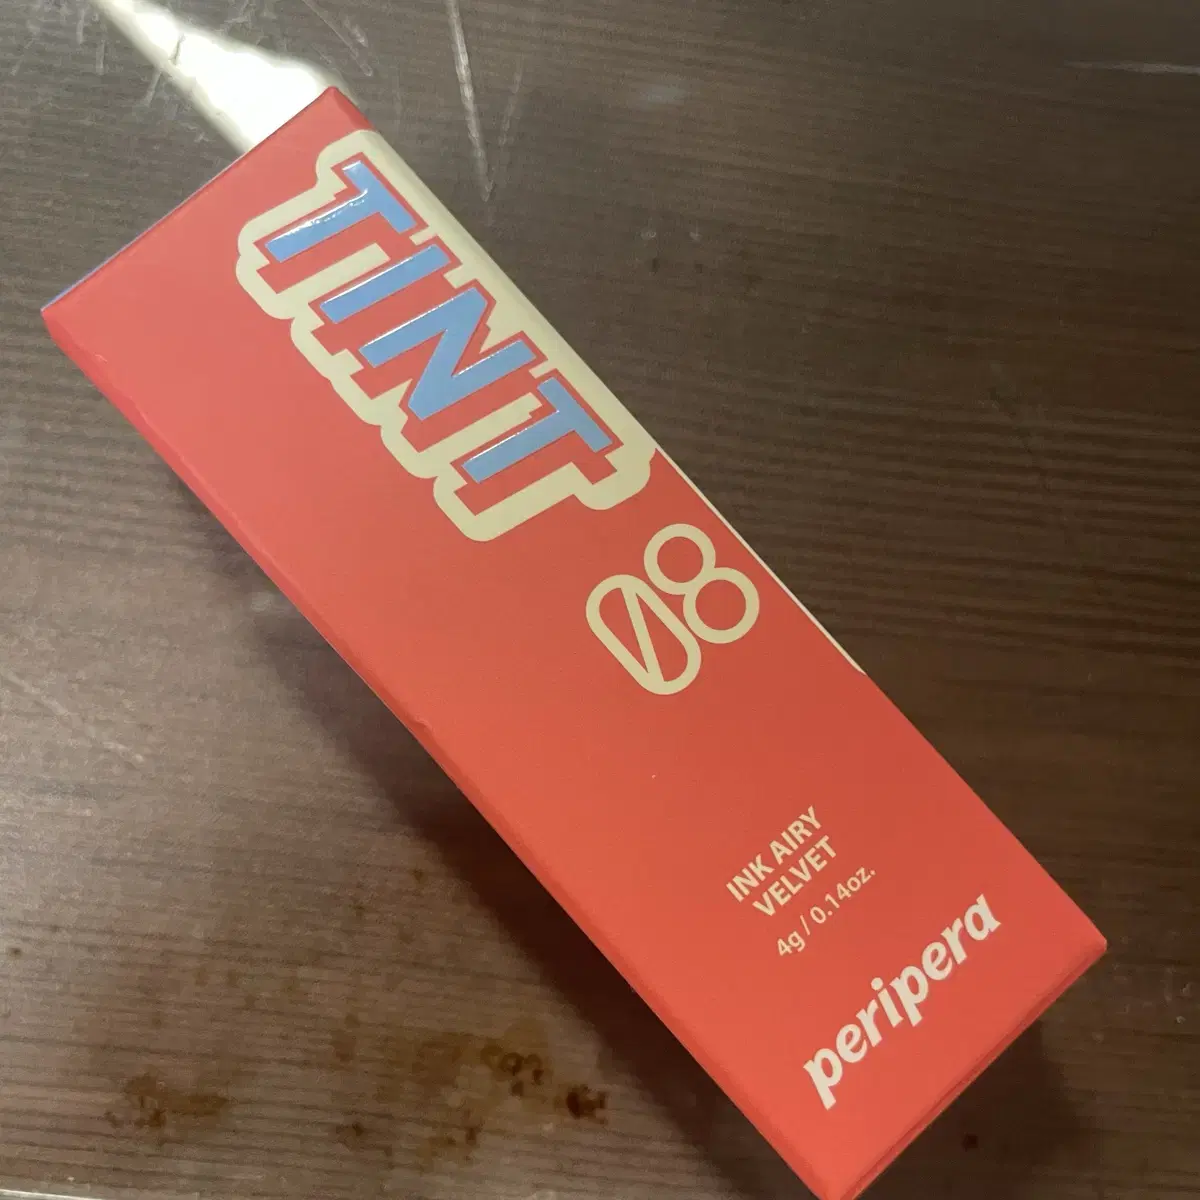 TINT
08
INK AIRY
VELVET
4g / 0.14oz.
peripera